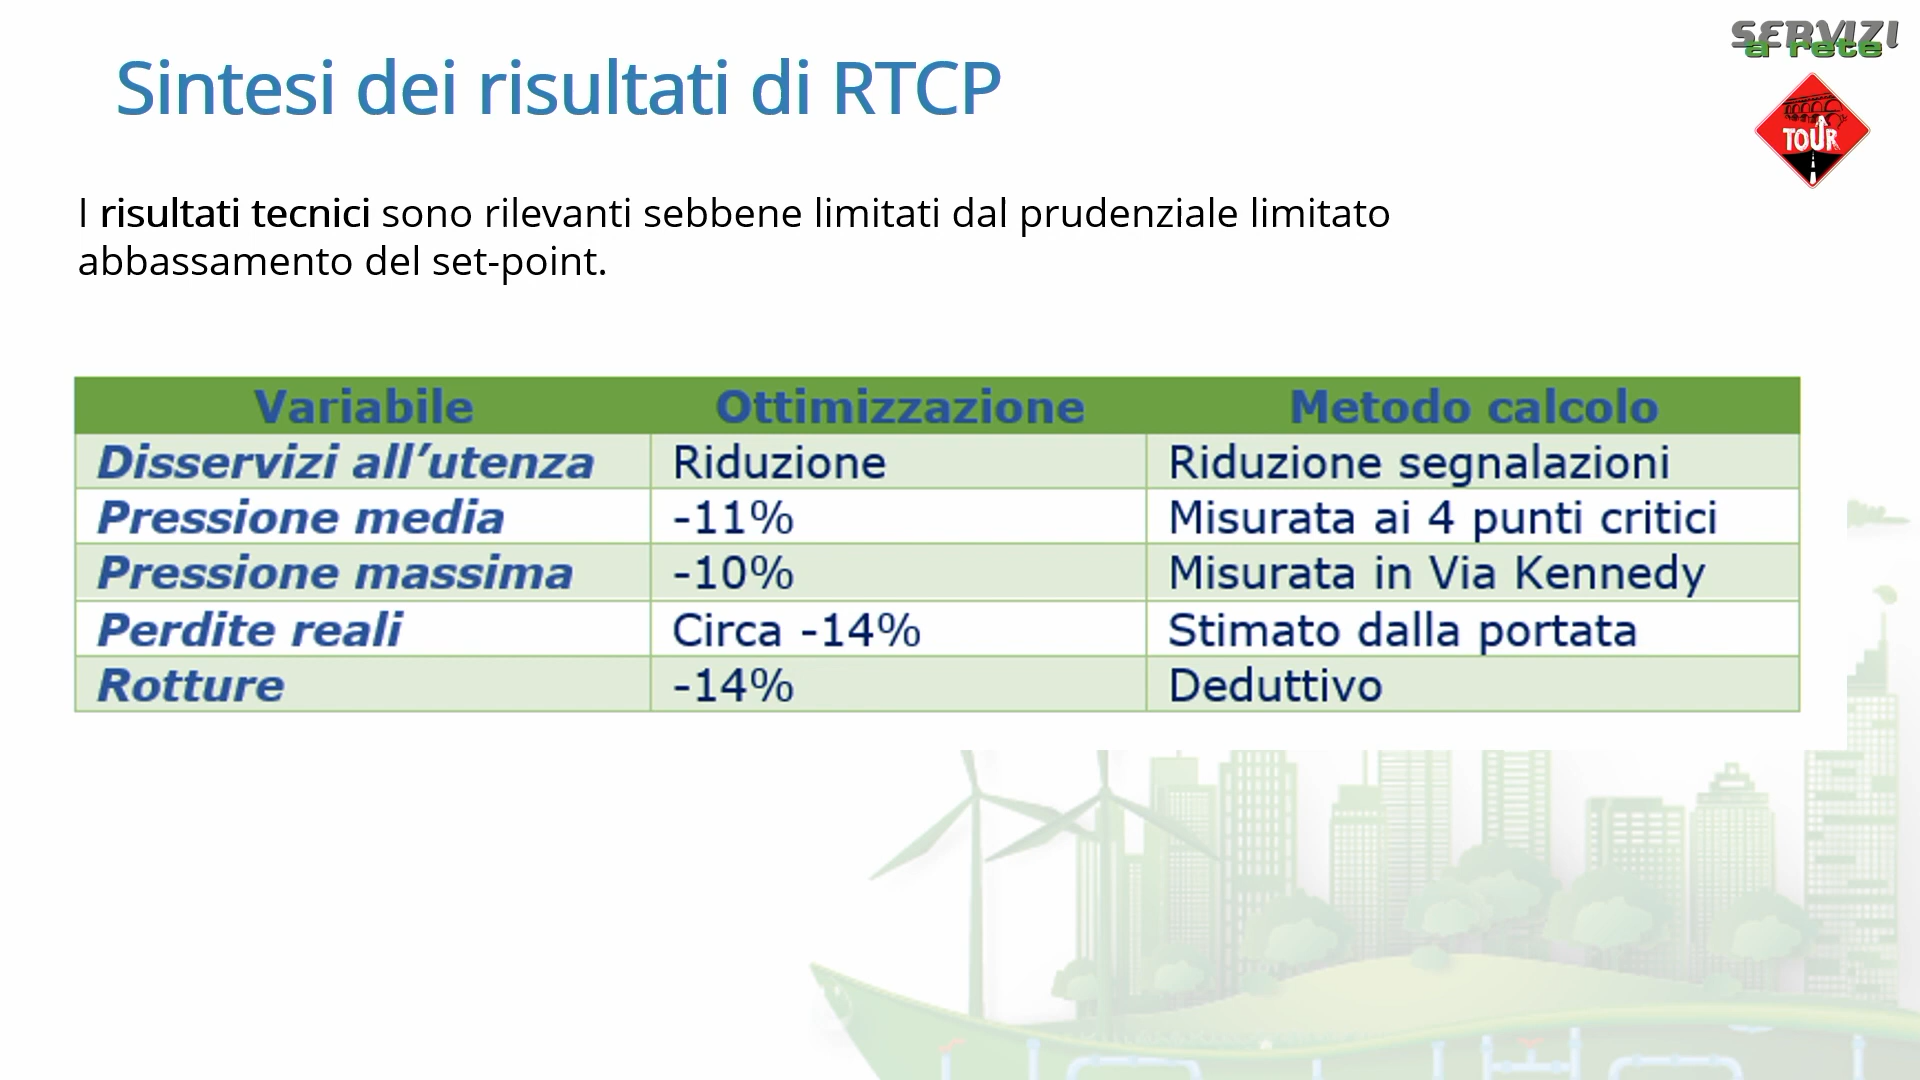 SERVIZI
a rete
TOUR
Sintesi dei risultati di RTCP
I risultati tecnici sono rilevanti sebbene limitati dal prudenziale limitato
abbassamento del set-point.
Variabile Ottimizzazione Metodo calcolo
Disservizi all’utenza Riduzione Riduzione segnalazioni
Pressione media -11% Misurata ai 4 punti critici
Pressione massima -10% Misurata in Via Kennedy
Perdite reali Circa -14% Stimato dalla portata
Rotture -14% Deduttivo